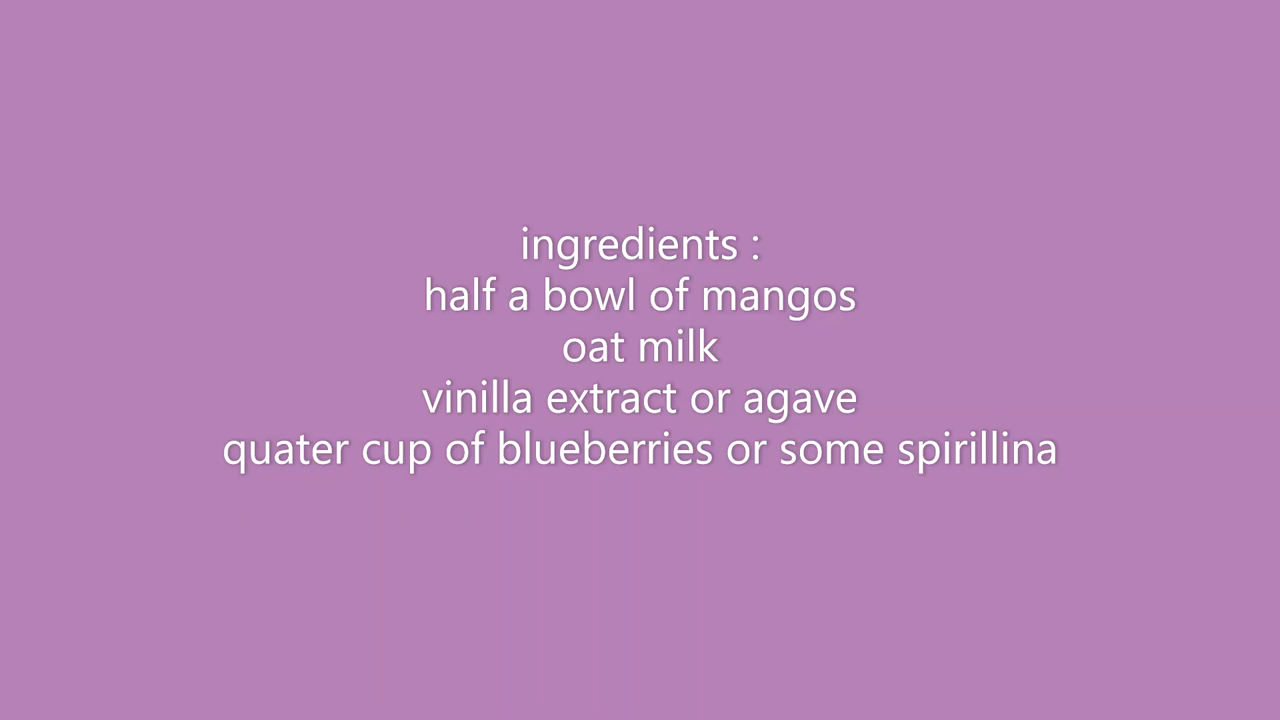 ingredients :
half a bowl of mangos
oat milk
vinilla extract or agave
quater cup of blueberries or some spirillina